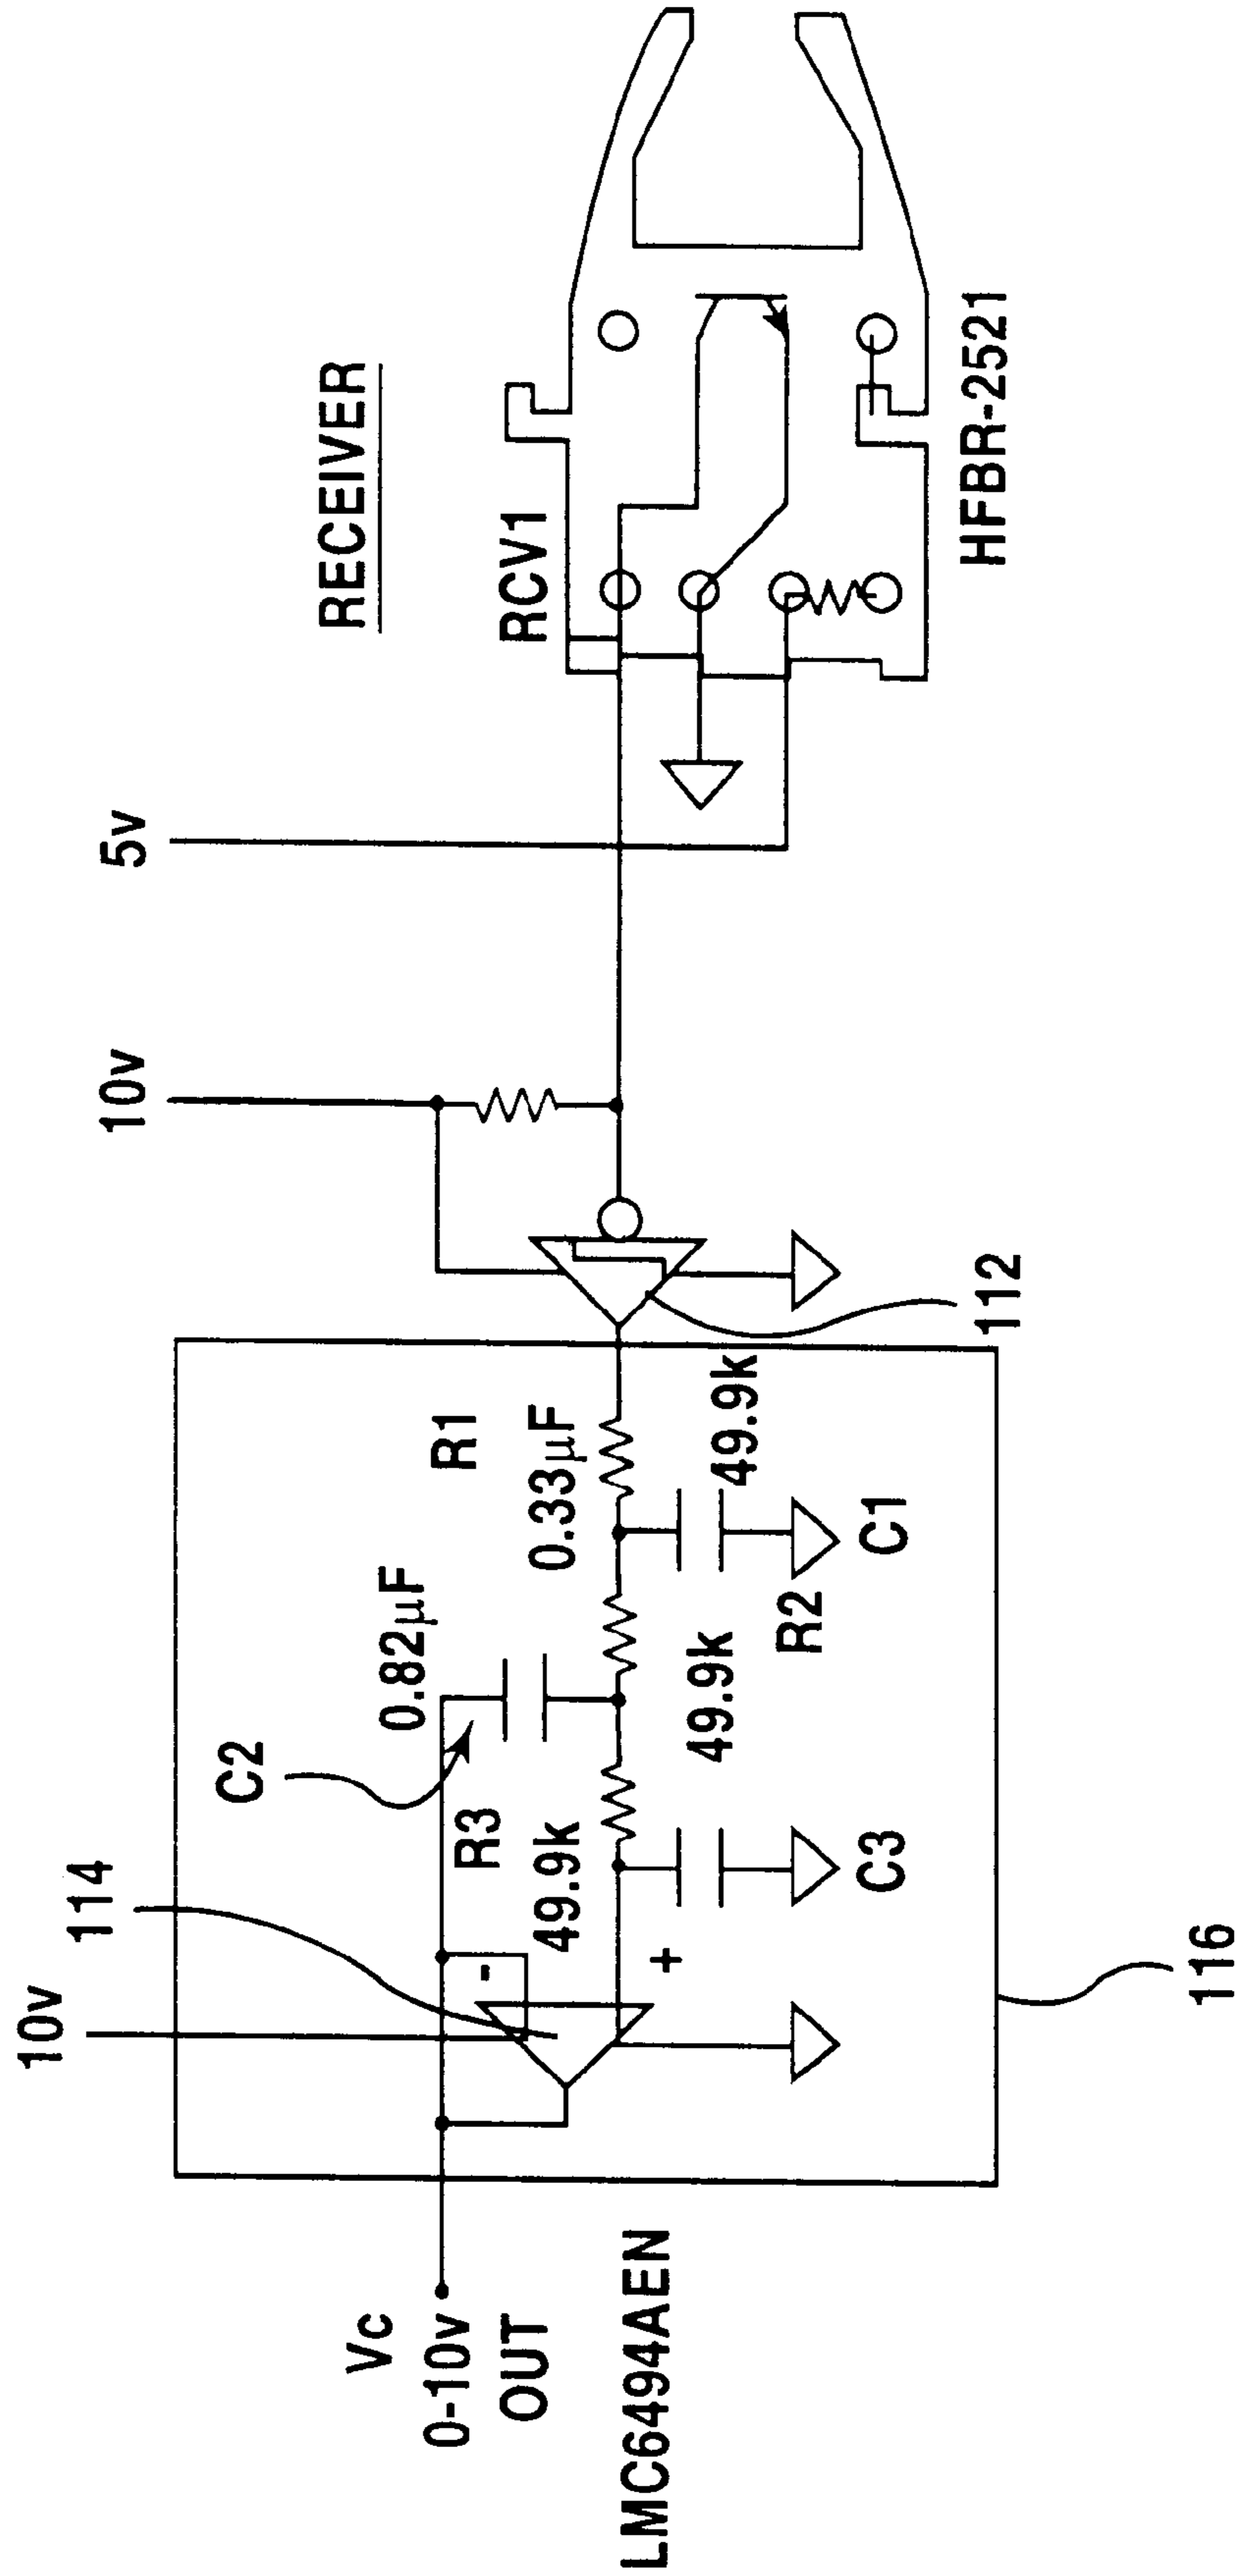 RECEIVER
5v
10v
RCV1
HFBR-2521
112
R1
0.33µF
49.9k
C1
R2
49.9k
0.82µF
C2
R3
49.9k
C3
114
10v
-
+
116
Vc
0-10v
OUT
LMC6494AEN